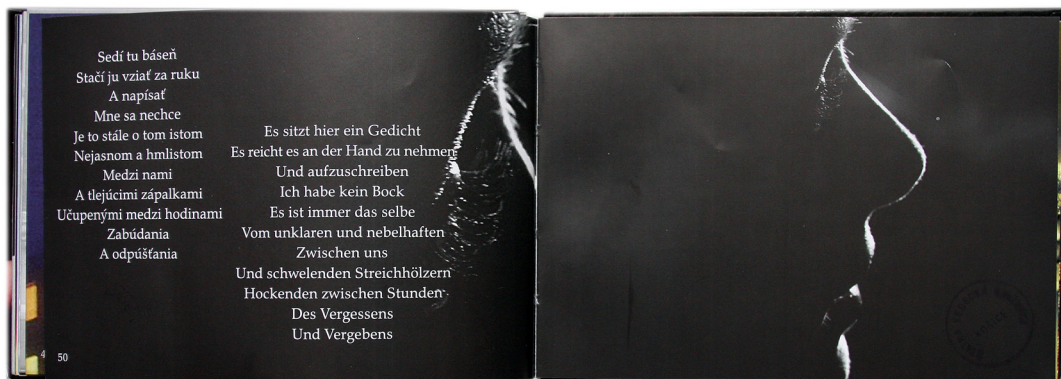 Sedí tu báseň
Stačí ju vziať za ruku
A napísať
Mne sa nechce
Je to stále o tom istom
Nejasnom a hmlistom
Medzi nami
A tlejúcimi zápalkami
Učupenými medzi hodinami
Zabúdania
A odpúšťania
Es sitzt hier ein Gedicht
Es reicht es an der Hand zu nehmen
Und aufzuschreiben
Ich habe kein Bock
Es ist immer das selbe
Vom unklaren und nebelhaften
Zwischen uns
Und schwelenden Streichhölzern
Hockenden zwischen Stunden
Des Vergessens
Und Vergebens
4
50